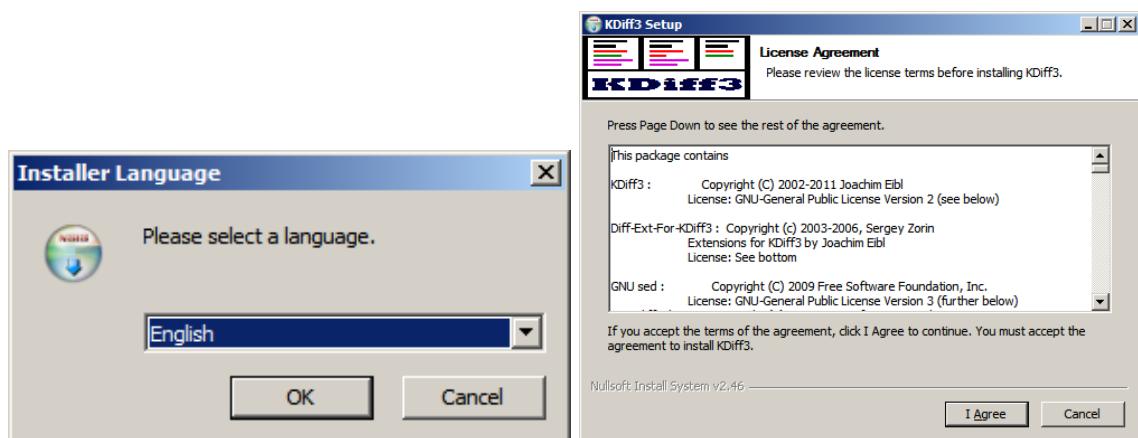 Installer Language
Please select a language.
English
OK Cancel
KDiff3 Setup
KDiff3
License Agreement
Please review the license terms before installing KDiff3.
Press Page Down to see the rest of the agreement.
This package contains
KDiff3 : Copyright (C) 2002-2011 Joachim Eibl
License: GNU-General Public License Version 2 (see below)
Diff-Ext-For-KDiff3 : Copyright (c) 2003-2006, Sergey Zorin
Extensions for KDiff3 by Joachim Eibl
License: See bottom
GNU sed : Copyright (C) 2009 Free Software Foundation, Inc.
License: GNU-General Public License Version 3 (further below)
If you accept the terms of the agreement, click I Agree to continue. You must accept the
agreement to install KDiff3.
Nullsoft Install System v2.46
I Agree Cancel